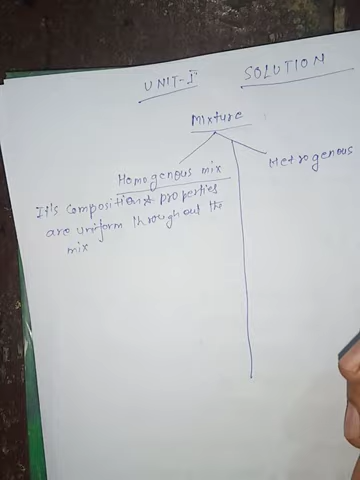 UNIT-I SOLUTION
Mixture
Homogenous mix
Hetrogenous
It's composition & properties
are uniform throughout the
mix